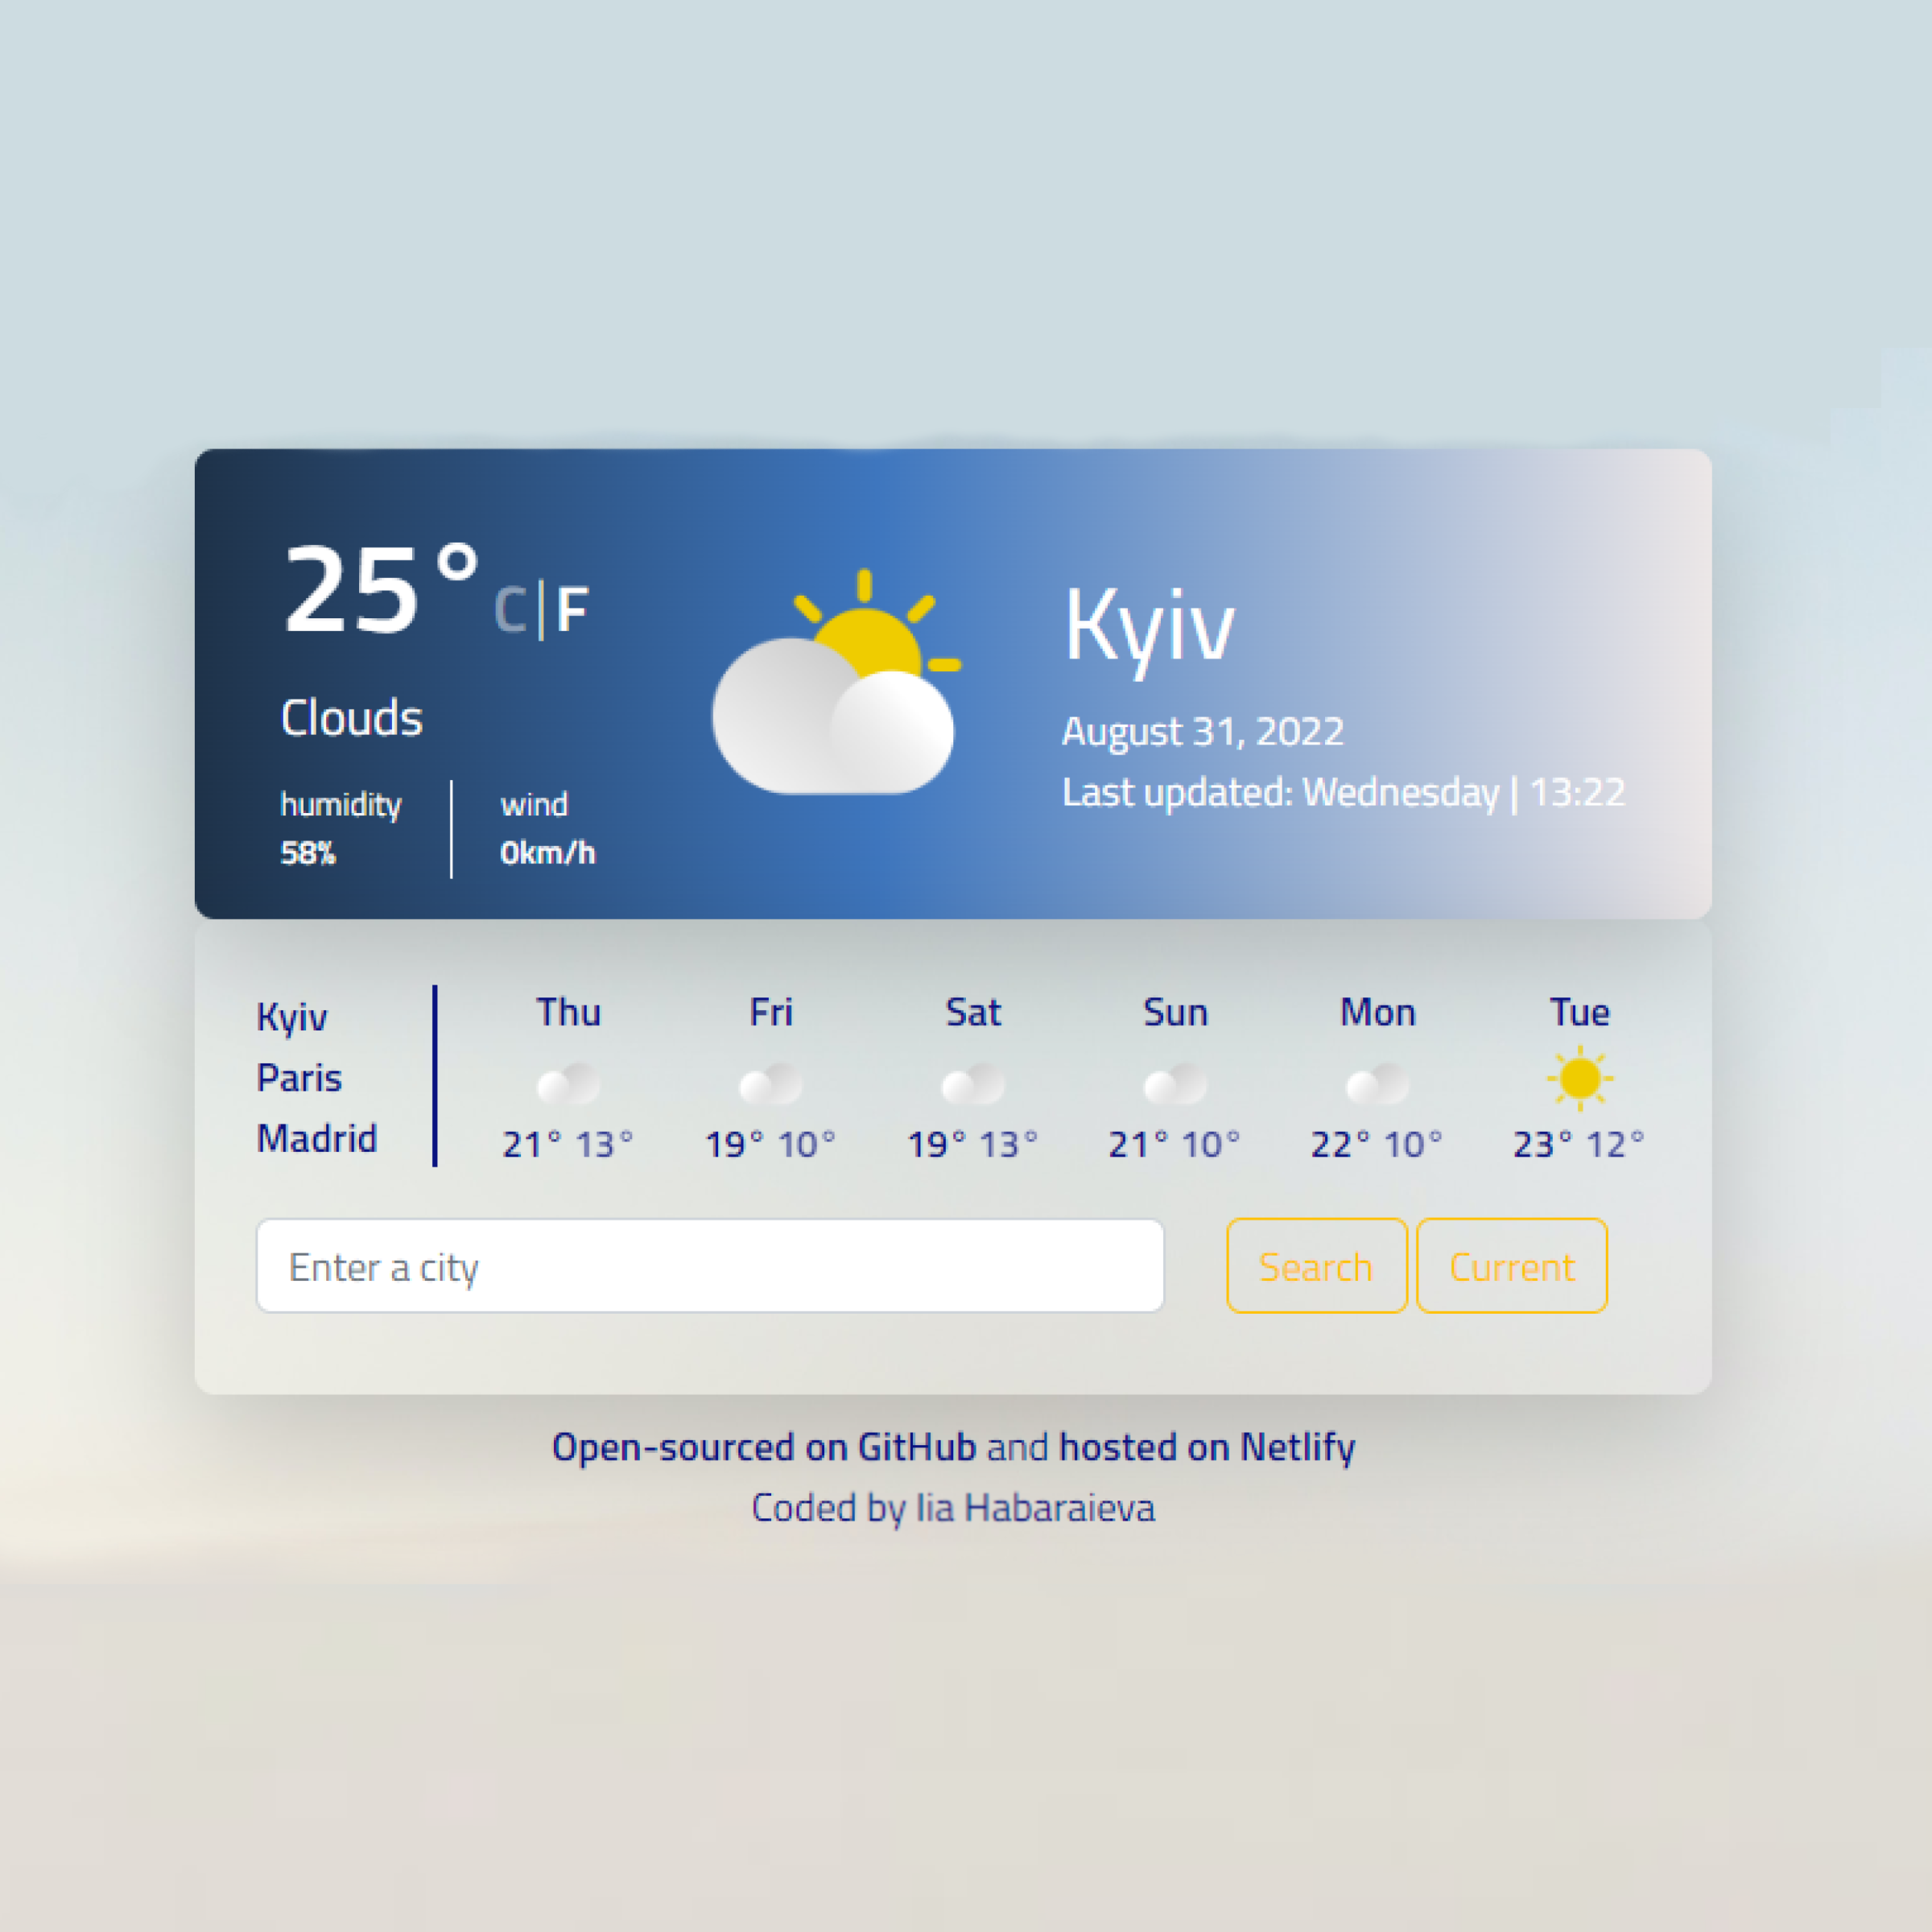 25° C|F
Clouds
humidity
58%
wind
0km/h
Kyiv
August 31, 2022
Last updated: Wednesday | 13:22
Kyiv
Paris
Madrid
Thu
21° 13°
Fri
19° 10°
Sat
19° 13°
Sun
21° 10°
Mon
22° 10°
Tue
23° 12°
Enter a city
Search
Current
Open-sourced on GitHub and hosted on Netlify
Coded by Iia Habaraieva